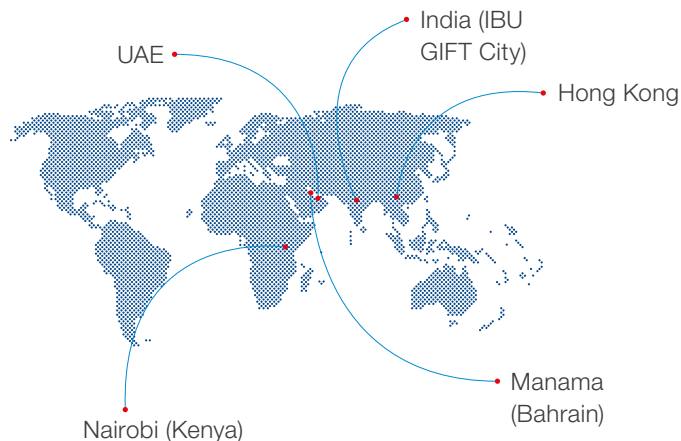 India (IBU
GIFT City)
UAE
Hong Kong
Manama
(Bahrain)
Nairobi (Kenya)